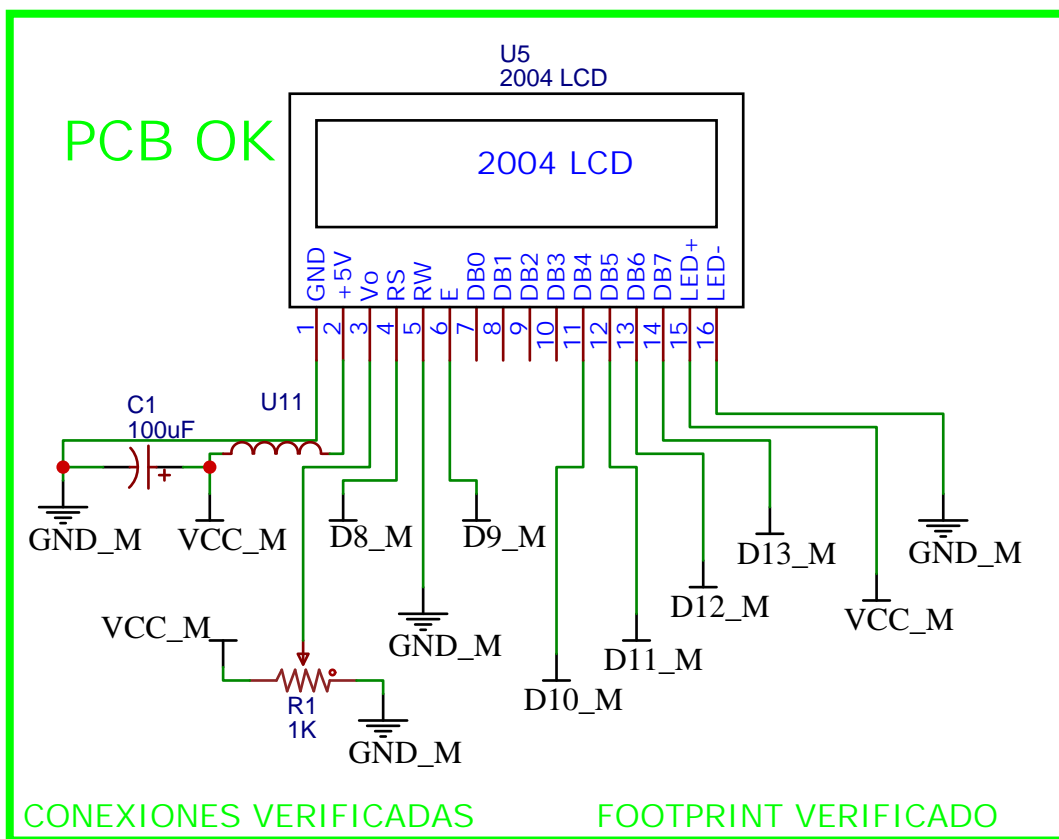 U5
2004 LCD
PCB OK
2004 LCD
GND
+5V
Vo
RS
RW
E
DB0
DB1
DB2
DB3
DB4
DB5
DB6
DB7
LED+
LED-
1
2
3
4
5
6
7
8
9
10
11
12
13
14
15
16
C1
100uF
U11
+
GND_M
VCC_M
D8_M
D9_M
D13_M
GND_M
D12_M
VCC_M
VCC_M
GND_M
D11_M
D10_M
R1
1K
GND_M
CONEXIONES VERIFICADAS
FOOTPRINT VERIFICADO